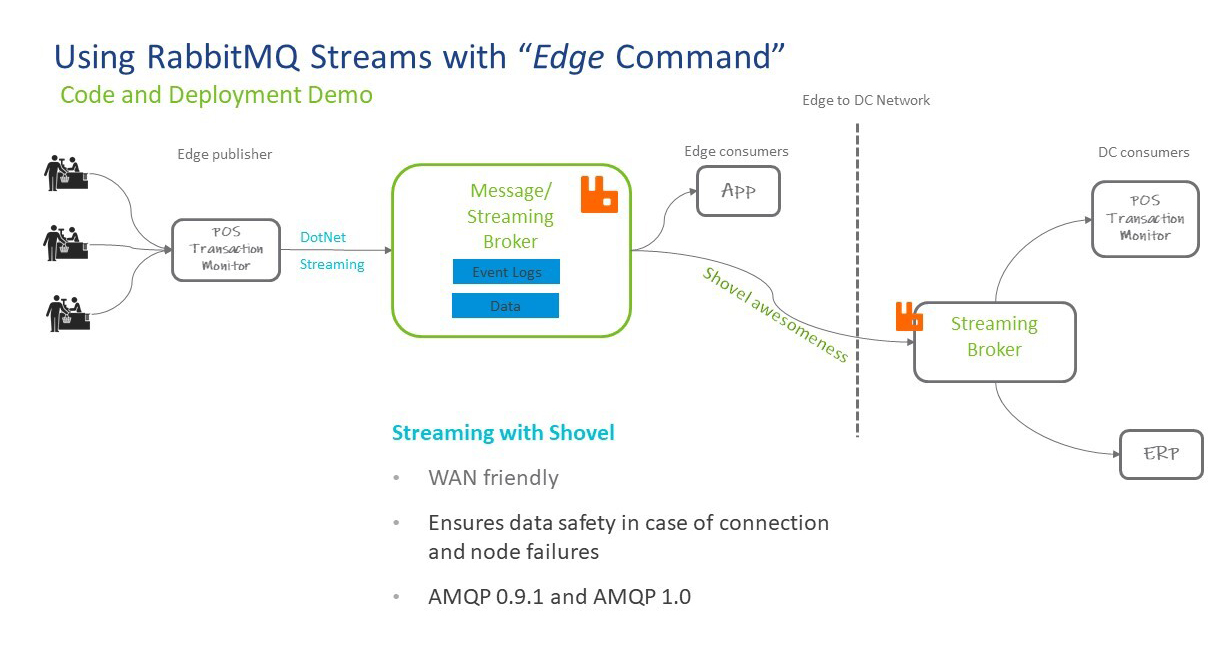 Using RabbitMQ Streams with “Edge Command”
Code and Deployment Demo
Edge to DC Network
Edge publisher
Edge consumers
DC consumers
POS
Transaction
Monitor
DotNet
Streaming
Message/
Streaming
Broker
Event Logs
Data
App
Shovel awesomeness
POS
Transaction
Monitor
Streaming
Broker
ERP
Streaming with Shovel
• WAN friendly
• Ensures data safety in case of connection
and node failures
• AMQP 0.9.1 and AMQP 1.0